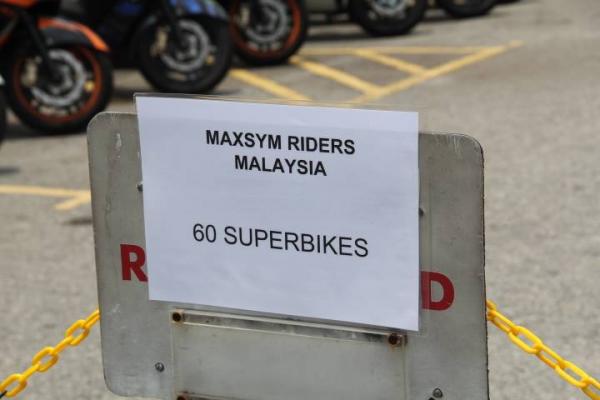 MAXSYM RIDERS
MALAYSIA
60 SUPERBIKES
R D